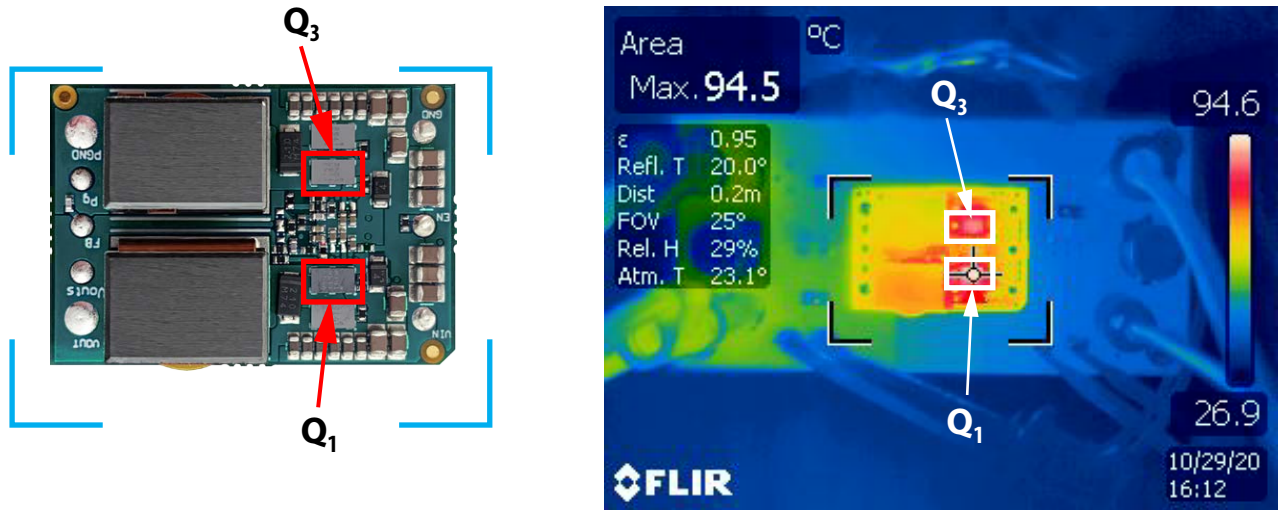 Q3
GND
PGND
Pg
EN
FB
Vouts
VOUT
VIN
4
Q1
Area
°C
Max. 94.5
94.6
Q3
ε 0.95
Refl. T 20.0°
Dist 0.2m
FOV 25°
Rel. H 29%
Atm. T 23.1°
Q1
26.9
10/29/20
16:12
FLIR